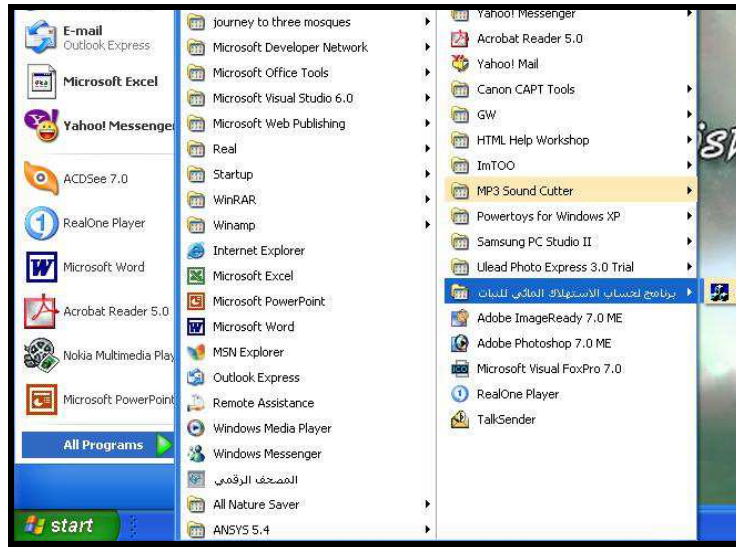 E-mail
Outlook Express
Microsoft Excel
Yahoo! Messenge
ACDSee 7.0
RealOne Player
Microsoft Word
Acrobat Reader 5.0
Nokia Multimedia Play
Microsoft PowerPoint
All Programs
start
journey to three mosques
Microsoft Developer Network
Microsoft Office Tools
Microsoft Visual Studio 6.0
Microsoft Web Publishing
Real
Startup
WinRAR
Winamp
Internet Explorer
Microsoft Excel
Microsoft PowerPoint
Microsoft Word
MSN Explorer
Outlook Express
Remote Assistance
Windows Media Player
Windows Messenger
المصحف الرقمي
All Nature Saver
ANSYS 5.4
Yahoo! Messenger
Acrobat Reader 5.0
Yahoo! Mail
Canon CAPT Tools
GW
HTML Help Workshop
ImTOO
MP3 Sound Cutter
Powertoys for Windows XP
Samsung PC Studio II
Ulead Photo Express 3.0 Trial
برنامج لحساب الاستهلاك المائي للنبات
Adobe ImageReady 7.0 ME
Adobe Photoshop 7.0 ME
Microsoft Visual FoxPro 7.0
RealOne Player
TalkSender